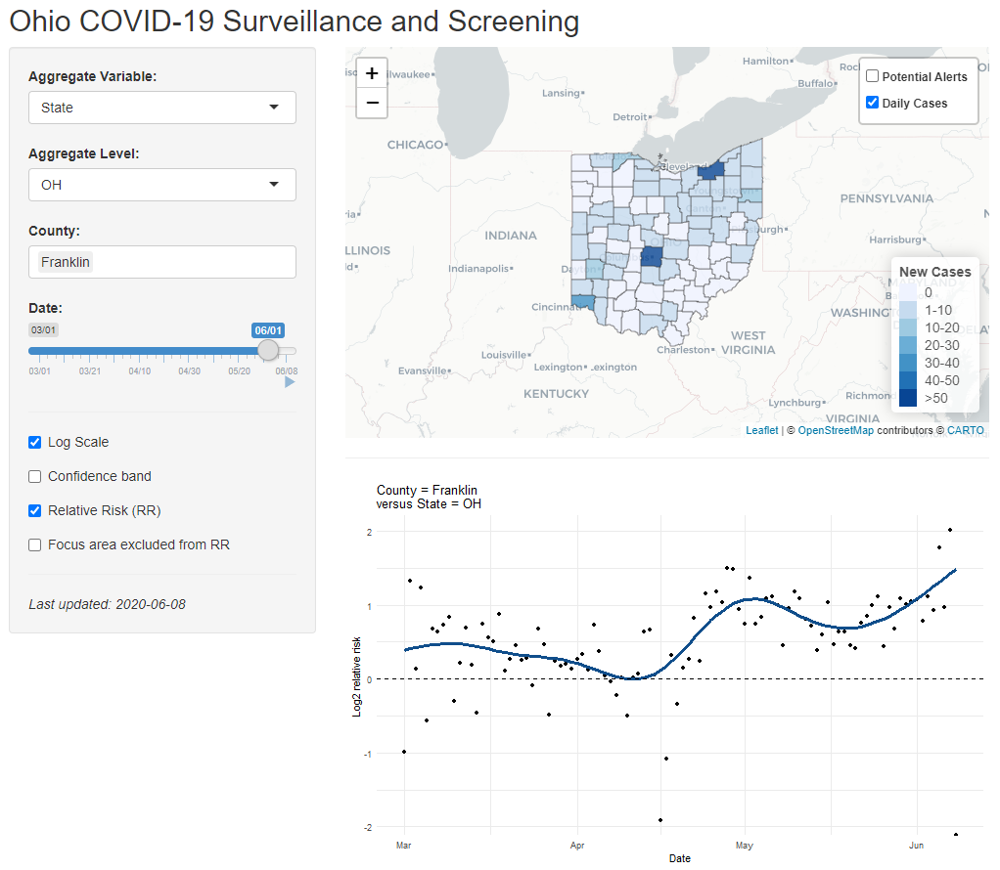 Ohio COVID-19 Surveillance and Screening
Aggregate Variable:
State
Aggregate Level:
OH
County:
Franklin
Date:
03/01
06/01
03/01 03/21 04/10 04/30 05/20 06/08
Log Scale
Confidence band
Relative Risk (RR)
Focus area excluded from RR
Last updated: 2020-06-08
+
−
Potential Alerts
Daily Cases
Hamilton
Buffalo
Lansing
Detroit
CHICAGO
Cleveland
Youngstown
Canton
PENNSYLVANIA
INDIANA
Harrisburg
Indianapolis
Dayton
OHIO
Cincinnati
WEST
VIRGINIA
Charleston
Louisville
Evansville
Lexington
KENTUCKY
Lynchburg
Richmond
VIRGINIA
New Cases
0
1-10
10-20
20-30
30-40
40-50
>50
Leaflet | © OpenStreetMap contributors © CARTO
County = Franklin
versus State = OH
Log2 relative risk
2
1
0
-1
-2
Mar Apr May Jun
Date